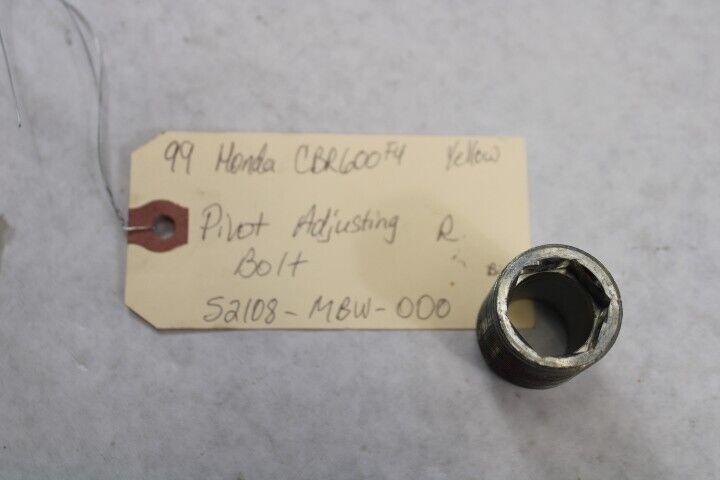 99 Honda CBR600F4 Yellow
Pivot Adjusting R.
Bolt
52108-MBW-000